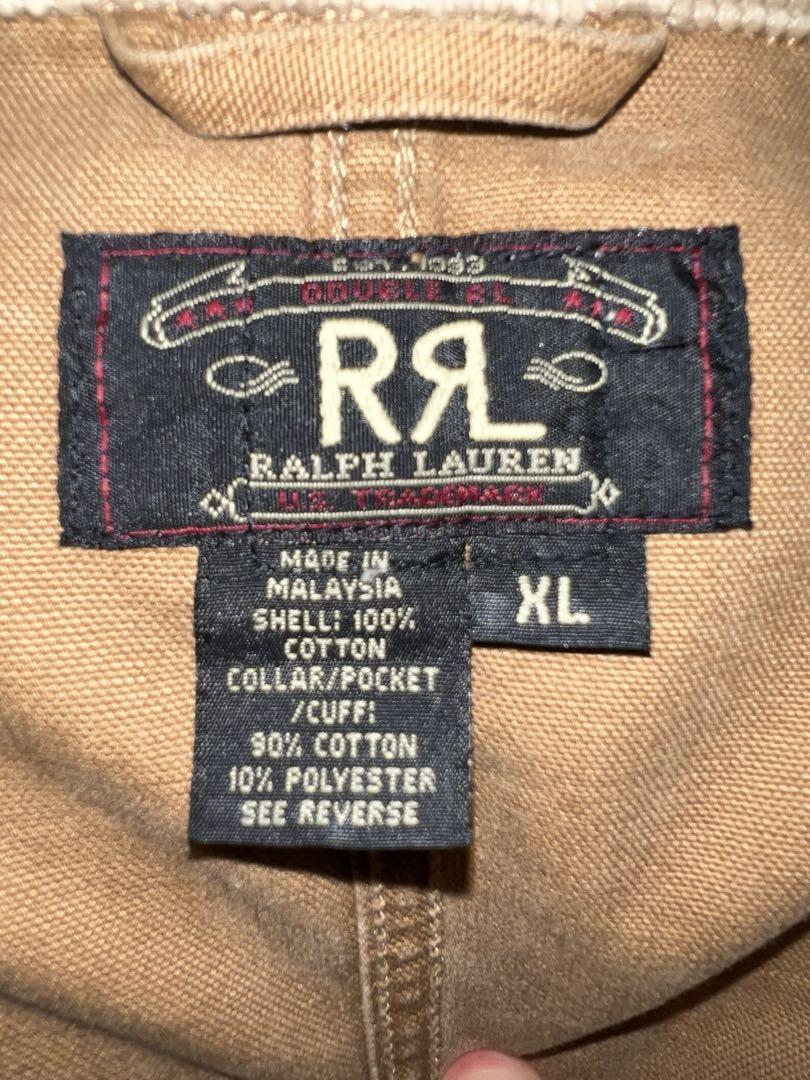 1993
DOUBLE RL
RRL
RALPH LAUREN
U.S. TRADEMARK
XL
MADE IN
MALAYSIA
SHELL: 100%
COTTON
COLLAR/POCKET
/CUFF:
90% COTTON
10% POLYESTER
SEE REVERSE